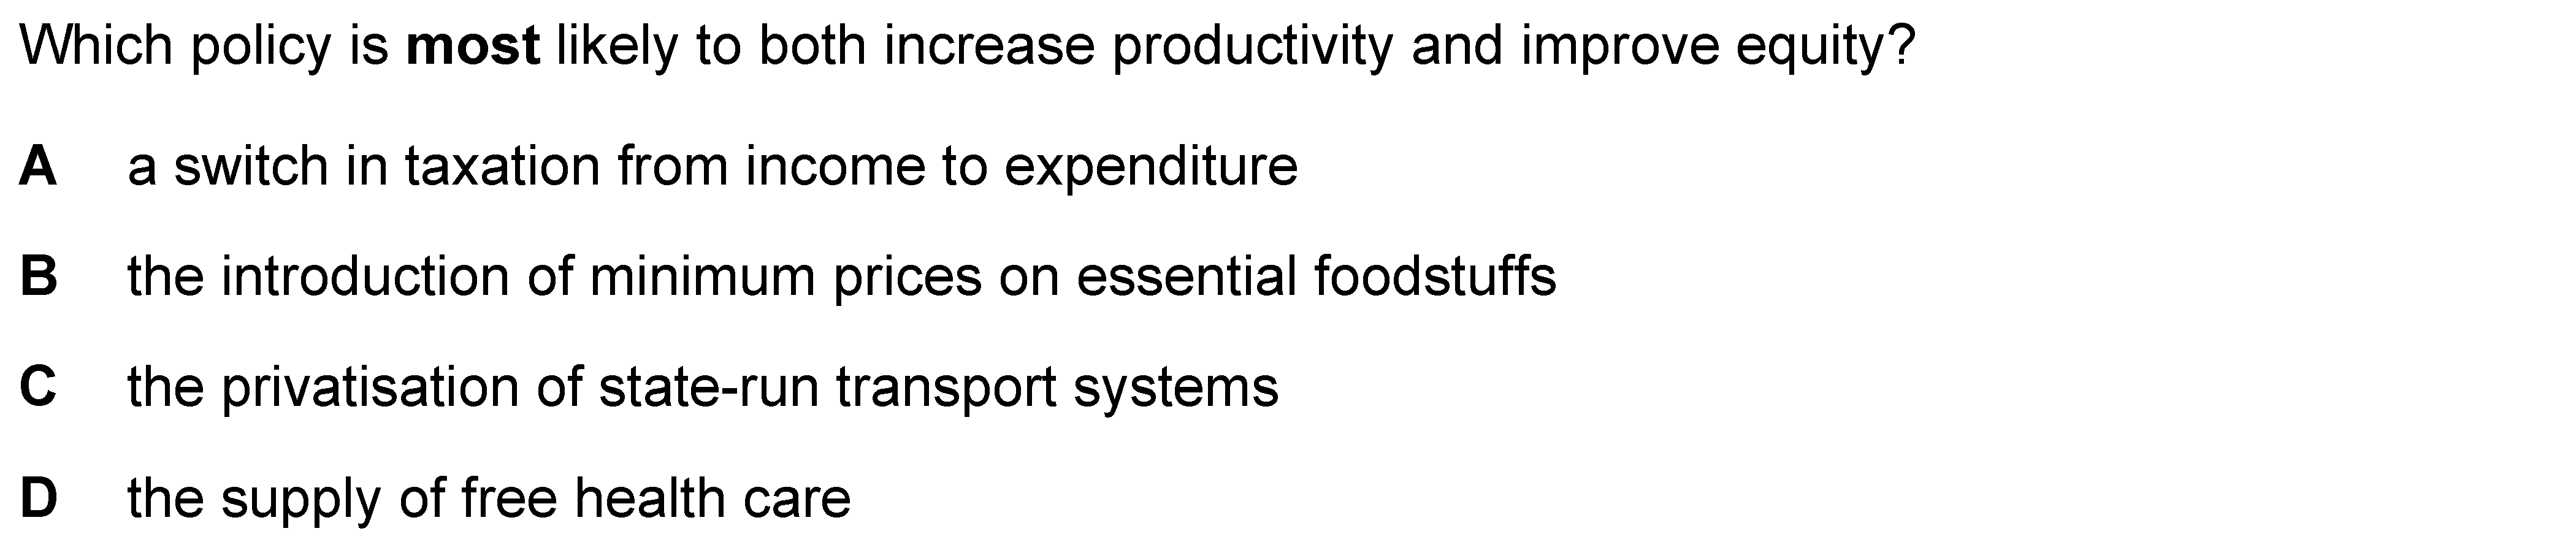 Which policy is most likely to both increase productivity and improve equity?
A a switch in taxation from income to expenditure
B the introduction of minimum prices on essential foodstuffs
C the privatisation of state-run transport systems
D the supply of free health care